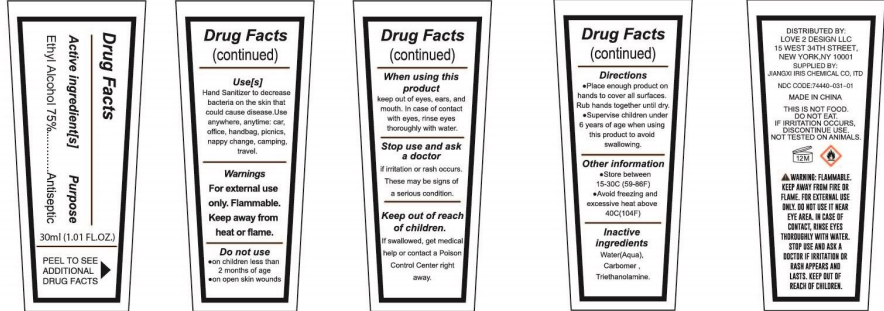 Drug Facts
Active ingredient[s] Purpose
Ethyl Alcohol 75%............Antiseptic
30ml (1.01 FL.OZ.)
PEEL TO SEE
ADDITIONAL
DRUG FACTS
Drug Facts
(continued)
Use[s]
Hand Sanitizer to decrease
bacteria on the skin that
could cause disease.Use
anywhere, anytime: car,
office, handbag, picnics,
nappy change, camping,
travel.
Warnings
For external use
only. Flammable.
Keep away from
heat or flame.
Do not use
●on children less than
2 months of age
●on open skin wounds
Drug Facts
(continued)
When using this
product
keep out of eyes, ears, and
mouth. In case of contact
with eyes, rinse eyes
thoroughly with water.
Stop use and ask
a doctor
if irritation or rash occurs.
These may be signs of
a serious condition.
Keep out of reach
of children.
If swallowed, get medical
help or contact a Poison
Control Center right
away.
Drug Facts
(continued)
Directions
●Place enough product on
hands to cover all surfaces.
Rub hands together until dry.
●Supervise children under
6 years of age when using
this product to avoid
swallowing.
Other information
●Store between
15-30C (59-86F)
●Avoid freezing and
excessive heat above
40C(104F)
Inactive
ingredients
Water(Aqua),
Carbomer ,
Triethanolamine.
DISTRIBUTED BY:
LOVE 2 DESIGN LLC
15 WEST 34TH STREET,
NEW YORK,NY 10001
SUPPLIED BY:
JIANGXI IRIS CHEMICAL CO, lTD
NDC CODE:74440-031-01
MADE IN CHINA
THIS IS NOT FOOD.
DO NOT EAT.
IF IRRITATION OCCURS,
DISCONTINUE USE.
NOT TESTED ON ANIMALS.
12M
WARNING: FLAMMABLE.
KEEP AWAY FROM FIRE OR
FLAME. FOR EXTERNAL USE
ONLY. DO NOT USE IT NEAR
EYE AREA. IN CASE OF
CONTACT, RINSE EYES
THOROUGHLY WITH WATER.
STOP USE AND ASK A
DOCTOR IF IRRITATION OR
RASH APPEARS AND
LASTS. KEEP OUT OF
REACH OF CHILDREN.